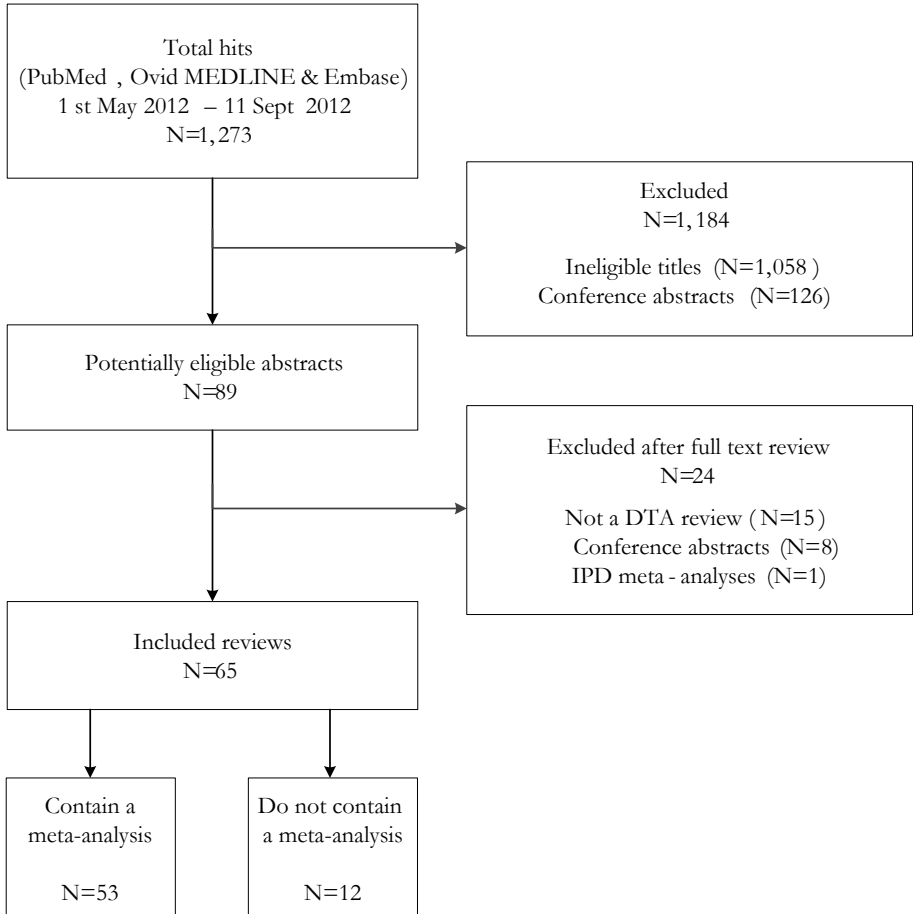 Total hits
(PubMed , Ovid MEDLINE & Embase)
1 st May 2012 – 11 Sept 2012
N=1,273
Excluded
N=1,184
Ineligible titles (N=1,058 )
Conference abstracts (N=126)
Potentially eligible abstracts
N=89
Excluded after full text review
N=24
Not a DTA review ( N=15 )
Conference abstracts (N=8)
IPD meta - analyses (N=1)
Included reviews
N=65
Contain a
meta-analysis
N=53
Do not contain
a meta-analysis
N=12